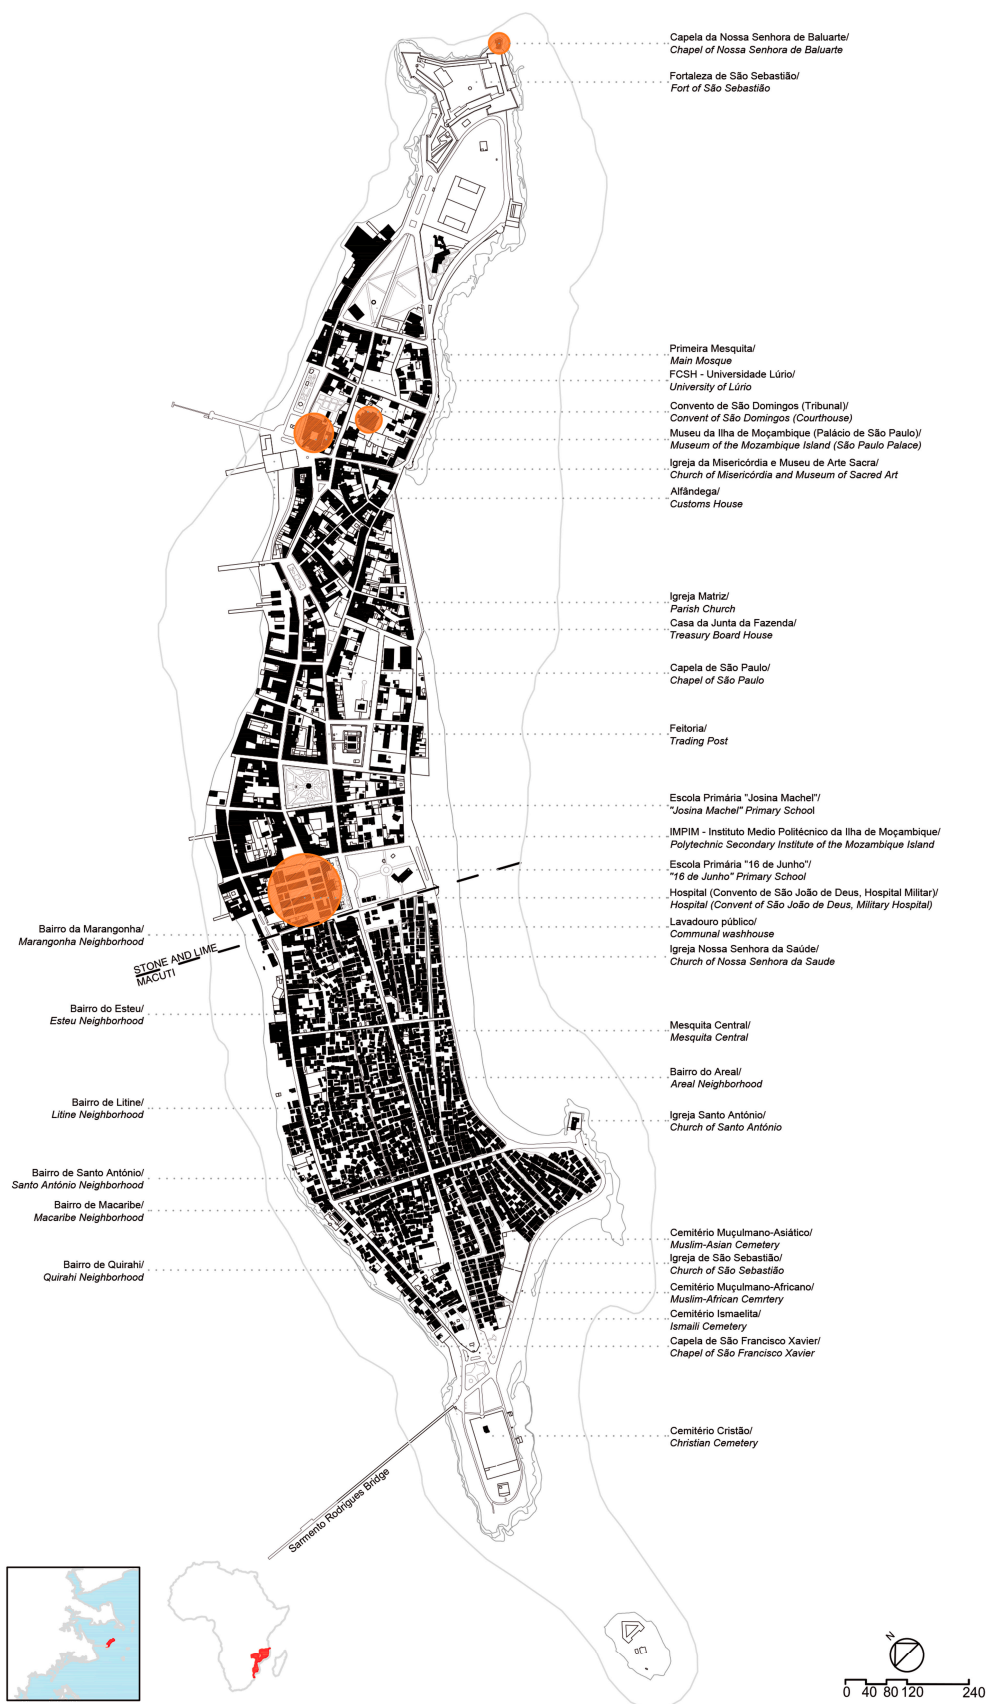 Capela da Nossa Senhora de Baluarte/
Chapel of Nossa Senhora de Baluarte
Fortaleza de São Sebastião/
Fort of São Sebastião
Primeira Mesquita/
Main Mosque
FCSH - Universidade Lúrio/
University of Lúrio
Convento de São Domingos (Tribunal)/
Convent of São Domingos (Courthouse)
Museu da Ilha de Moçambique (Palácio de São Paulo)/
Museum of the Mozambique Island (São Paulo Palace)
Igreja da Misericórdia e Museu de Arte Sacra/
Church of Misericórdia and Museum of Sacred Art
Alfândega/
Customs House
Igreja Matriz/
Parish Church
Casa da Junta da Fazenda/
Treasury Board House
Capela de São Paulo/
Chapel of São Paulo
Feitoria/
Trading Post
Escola Primária "Josina Machel"/
"Josina Machel" Primary School
IMPIM - Instituto Medio Politécnico da Ilha de Moçambique/
Polytechnic Secondary Institute of the Mozambique Island
Escola Primária "16 de Junho"/
"16 de Junho" Primary School
Hospital (Convento de São João de Deus, Hospital Militar)/
Hospital (Convent of São João de Deus, Military Hospital)
Lavadouro público/
Communal washhouse
Igreja Nossa Senhora da Saúde/
Church of Nossa Senhora da Saude
Mesquita Central/
Mesquita Central
Bairro do Areal/
Areal Neighborhood
Igreja Santo António/
Church of Santo António
Cemitério Muçulmano-Asiático/
Muslim-Asian Cemetery
Igreja de São Sebastião/
Church of São Sebastião
Cemitério Muçulmano-Africano/
Muslim-African Cemrtery
Cemitério Ismaelita/
Ismaili Cemetery
Capela de São Francisco Xavier/
Chapel of São Francisco Xavier
Cemitério Cristão/
Christian Cemetery
Bairro da Marangonha/
Marangonha Neighborhood
STONE AND LIME
MACUTI
Bairro do Esteu/
Esteu Neighborhood
Bairro de Litine/
Litine Neighborhood
Bairro de Santo António/
Santo António Neighborhood
Bairro de Macaribe/
Macaribe Neighborhood
Bairro de Quirahi/
Quirahi Neighborhood
Sarmento Rodrigues Bridge
N
0 40 80 120 240